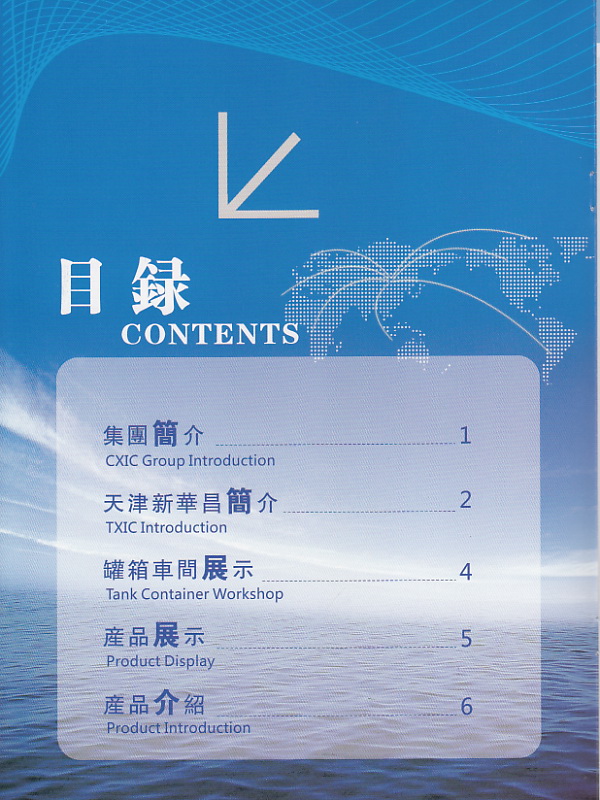 目録
CONTENTS
集團簡介 1
CXIC Group Introduction
天津新華昌簡介 2
TXIC Introduction
罐箱車間展示 4
Tank Container Workshop
産品展示 5
Product Display
産品介紹 6
Product Introduction